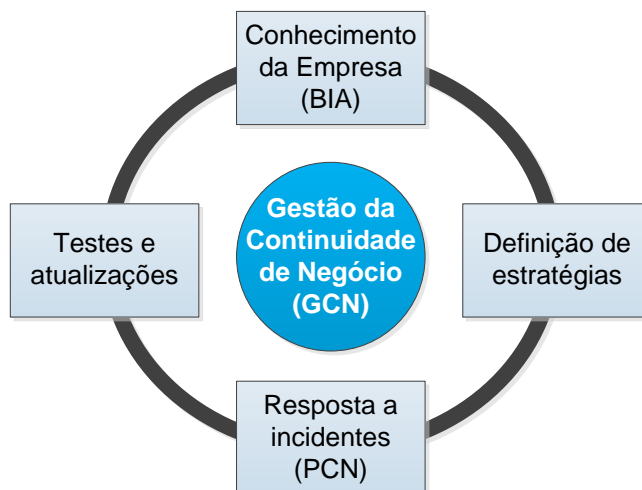 Conhecimento
da Empresa
(BIA)
Gestão da
Continuidade
de Negócio
(GCN)
Testes e
atualizações
Definição de
estratégias
Resposta a
incidentes
(PCN)